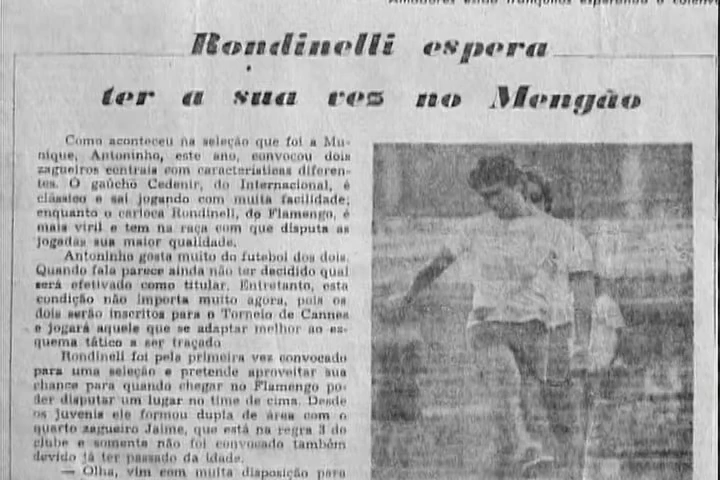 Rondinelli espera
ter a sua vez no Mengão
Como aconteceu na seleção que foi a Mu-
nique, Antoninho, este ano, convocou dois
zagueiros centrais com características diferen-
tes. O gaúcho Cedenir, do Internacional, é
clássico e sai jogando com muita facilidade;
enquanto o carioca Rondineli, do Flamengo, é
mais viril e tem na raça com que disputa as
jogadas sua maior qualidade.
Antoninho gosta muito do futebol dos dois.
Quando fala parece ainda não ter decidido qual
será efetivado como titular. Entretanto, esta
condição não importa muito agora, pois os
dois serão inscritos para o Torneio de Cannes
e jogará aquele que se adaptar melhor ao es-
quema tático a ser traçado
Rondineli foi pela primeira vez convocado
para uma seleção e pretende aproveitar sua
chance para quando chegar no Flamengo po-
der disputar um lugar no time de cima. Desde
os juvenis ele formou dupla de área com o
quarto zagueiro Jaime, que está na regra 3 do
clube e somente não foi convocado também
devido já ter passado da idade.
— Olha, vim com muita disposição para